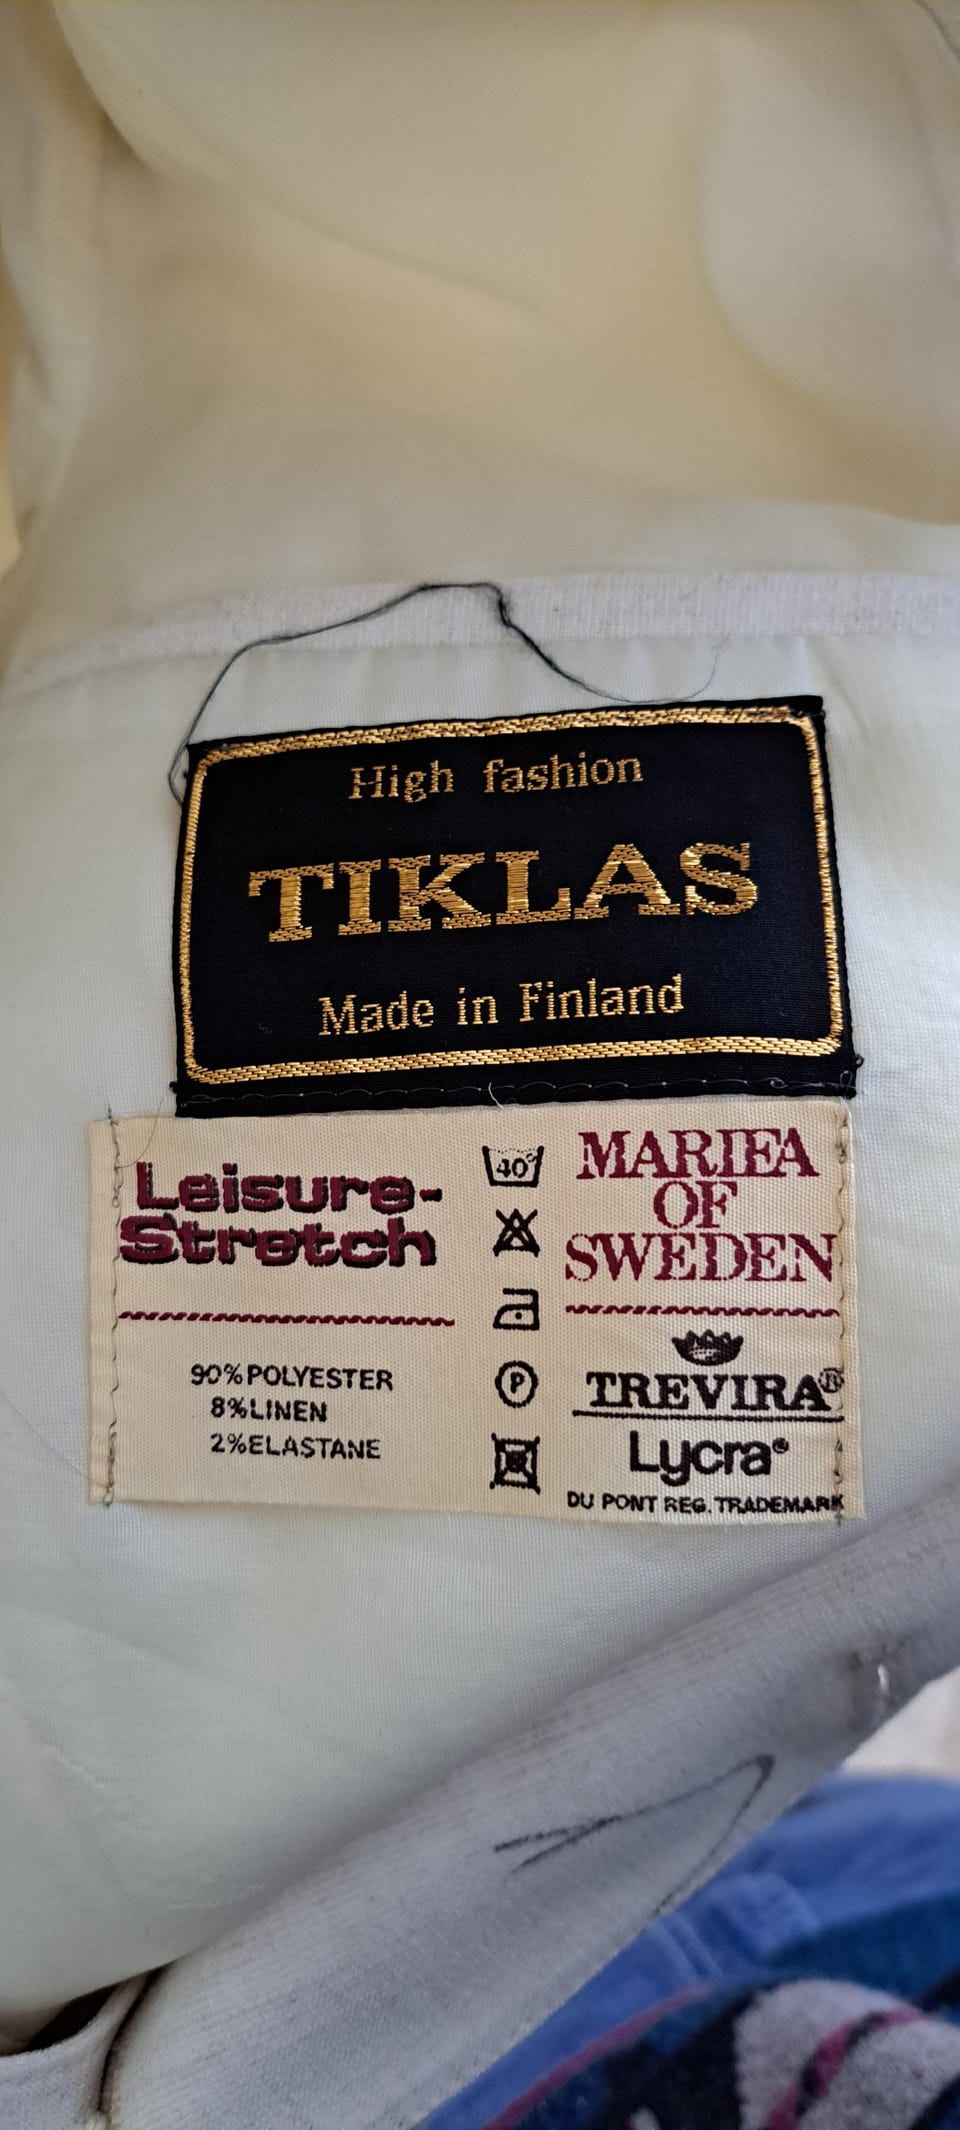 High fashion
TIKLAS
Made in Finland
Leisure-
Stretch
90% POLYESTER
8% LINEN
2% ELASTANE
40°
P
MARIEA
OF
SWEDEN
TREVIRA®
Lycra®
DU PONT REG. TRADEMARK